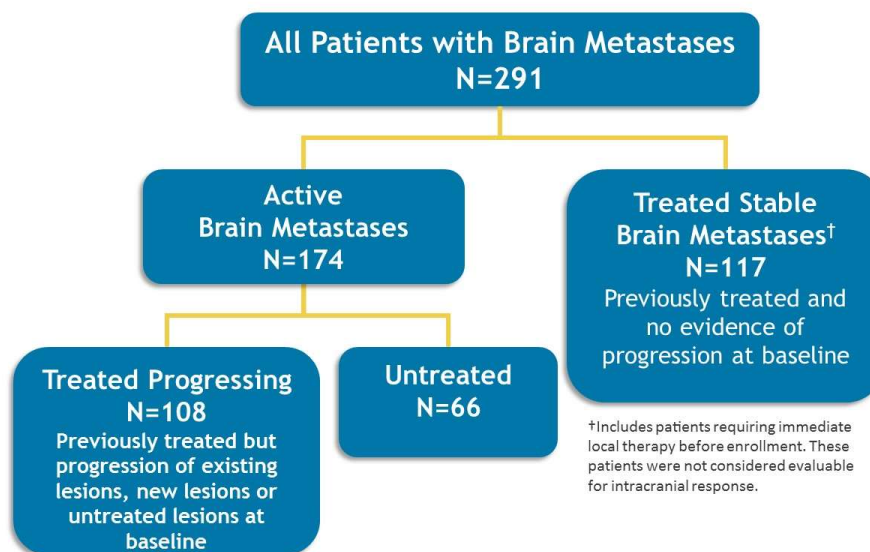 All Patients with Brain Metastases
N=291
Active
Brain Metastases
N=174
Treated Stable
Brain Metastases†
N=117
Previously treated and
no evidence of
progression at baseline
Treated Progressing
N=108
Previously treated but
progression of existing
lesions, new lesions or
untreated lesions at
baseline
Untreated
N=66
†Includes patients requiring immediate
local therapy before enrollment. These
patients were not considered evaluable
for intracranial response.